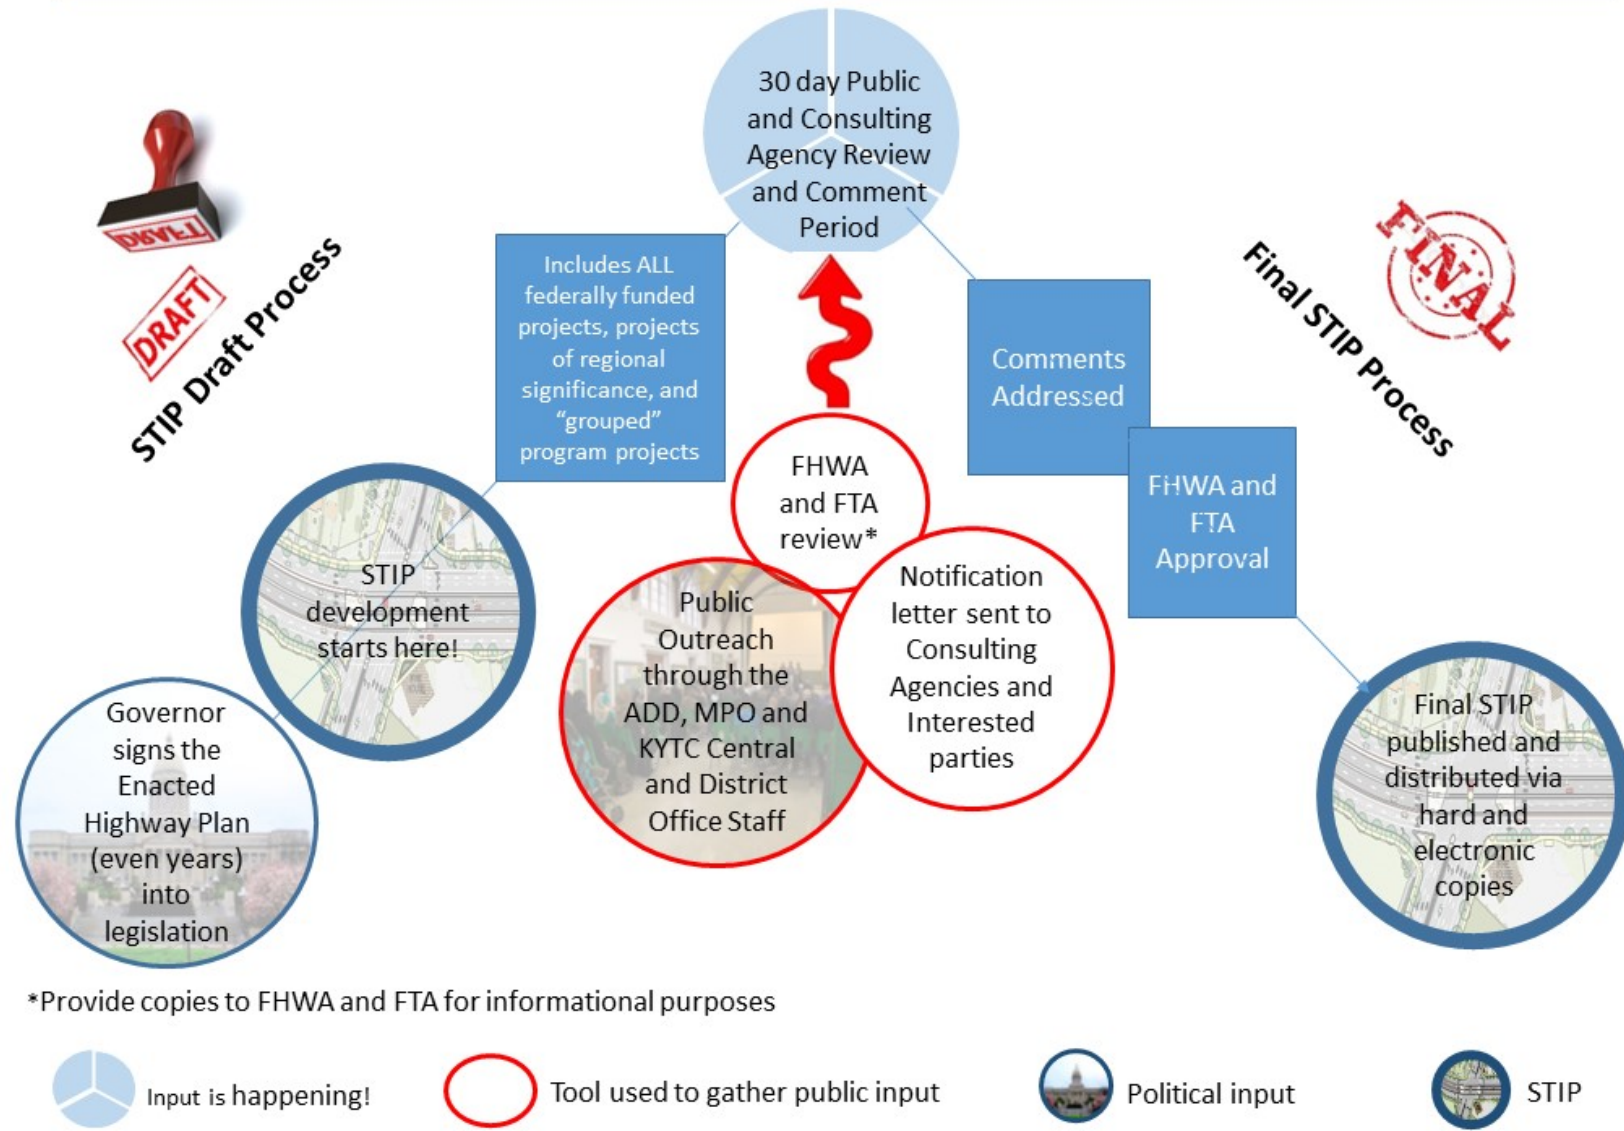 30 day Public
and Consulting
Agency Review
and Comment
Period
DRAFT
DRAFT
STIP Draft Process
FINAL
Final STIP Process
Includes ALL
federally funded
projects, projects
of regional
significance, and
“grouped”
program projects
Comments
Addressed
FHWA
and FTA
review*
FHWA and
FTA
Approval
STIP
development
starts here!
Public
Outreach
through the
ADD, MPO and
KYTC Central
and District
Office Staff
Notification
letter sent to
Consulting
Agencies and
Interested
parties
Governor
signs the
Enacted
Highway Plan
(even years)
into
legislation
Final STIP
published and
distributed via
hard and
electronic
copies
*Provide copies to FHWA and FTA for informational purposes
Input is happening!
Tool used to gather public input
Political input
STIP